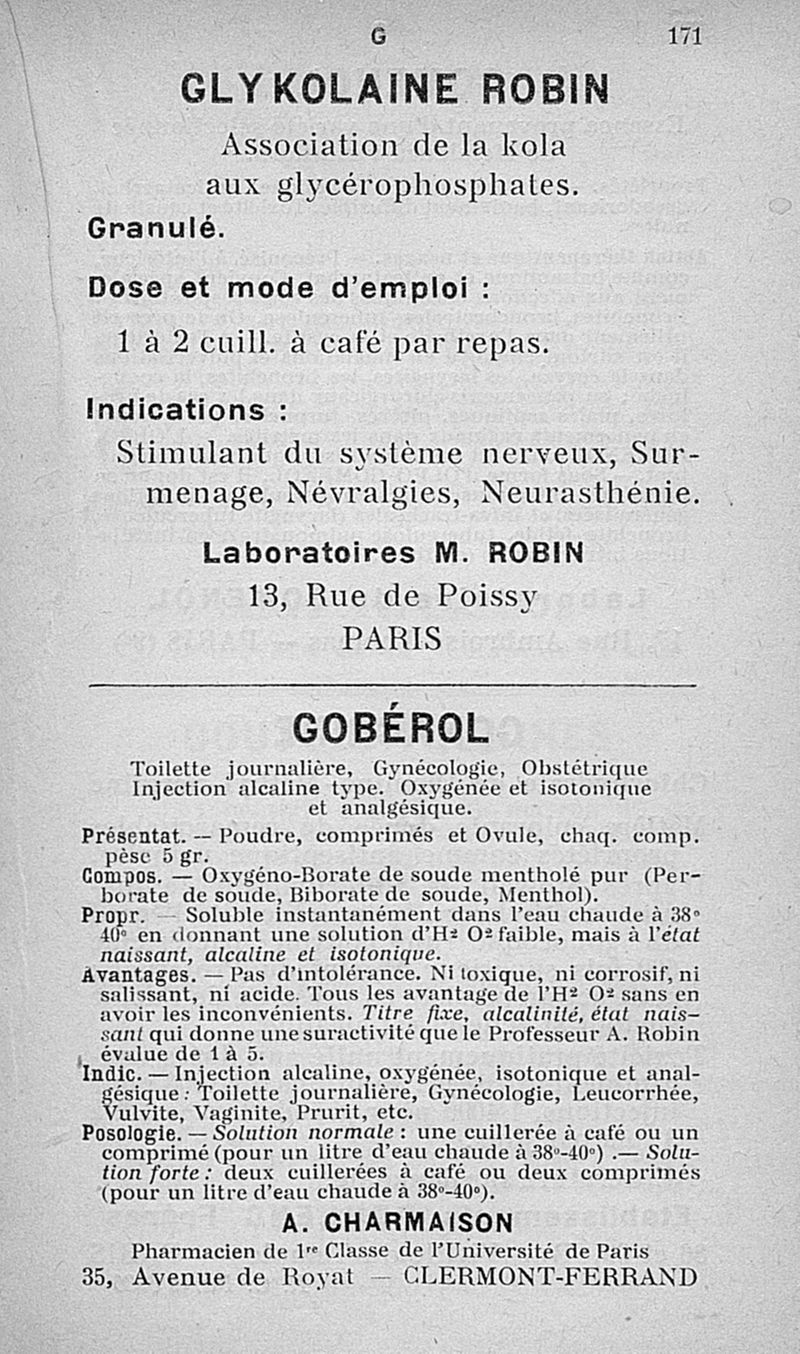 G 171
GLYKOLAINE ROBIN
Association de la kola
aux glycérophosphates.
Granulé.
Dose et mode d'emploi :
1 à 2 cuill. à café par repas.
Indications :
Stimulant du système nerveux, Sur-
menage, Névralgies, Neurasthénie.
Laboratoires M. ROBIN
13, Rue de Poissy
PARIS
GOBÉROL
Toilette journalière, Gynécologie, Obstétrique
Injection alcaline type. Oxygénée et isotonique
et analgésique.
Présentat. — Poudre, comprimés et Ovule, chaq. comp.
pèse 5 gr.
Compos. — Oxygéno-Borate de soude mentholé pur (Per-
borate de soude, Biborate de soude, Menthol).
Propr. — Soluble instantanément dans l'eau chaude à 38°
40° en donnant une solution d'H² O² faible, mais à l'état
naissant, alcaline et isotonique.
Avantages. — Pas d'intolérance. Ni toxique, ni corrosif, ni
salissant, ni acide. Tous les avantage de l'H² O² sans en
avoir les inconvénients. Titre fixe, alcalinité, état nais-
sant qui donne une suractivité que le Professeur A. Robin
évalue de 1 à 5.
Indic. — Injection alcaline, oxygénée, isotonique et anal-
gésique : Toilette journalière, Gynécologie, Leucorrhée,
Vulvite, Vaginite, Prurit, etc.
Posologie. — Solution normale : une cuillerée à café ou un
comprimé (pour un litre d'eau chaude à 38°-40°) .— Solu-
tion forte : deux cuillerées à café ou deux comprimés
(pour un litre d'eau chaude à 38°-40°).
A. CHARMAISON
Pharmacien de 1re Classe de l'Université de Paris
35, Avenue de Royat — CLERMONT-FERRAND